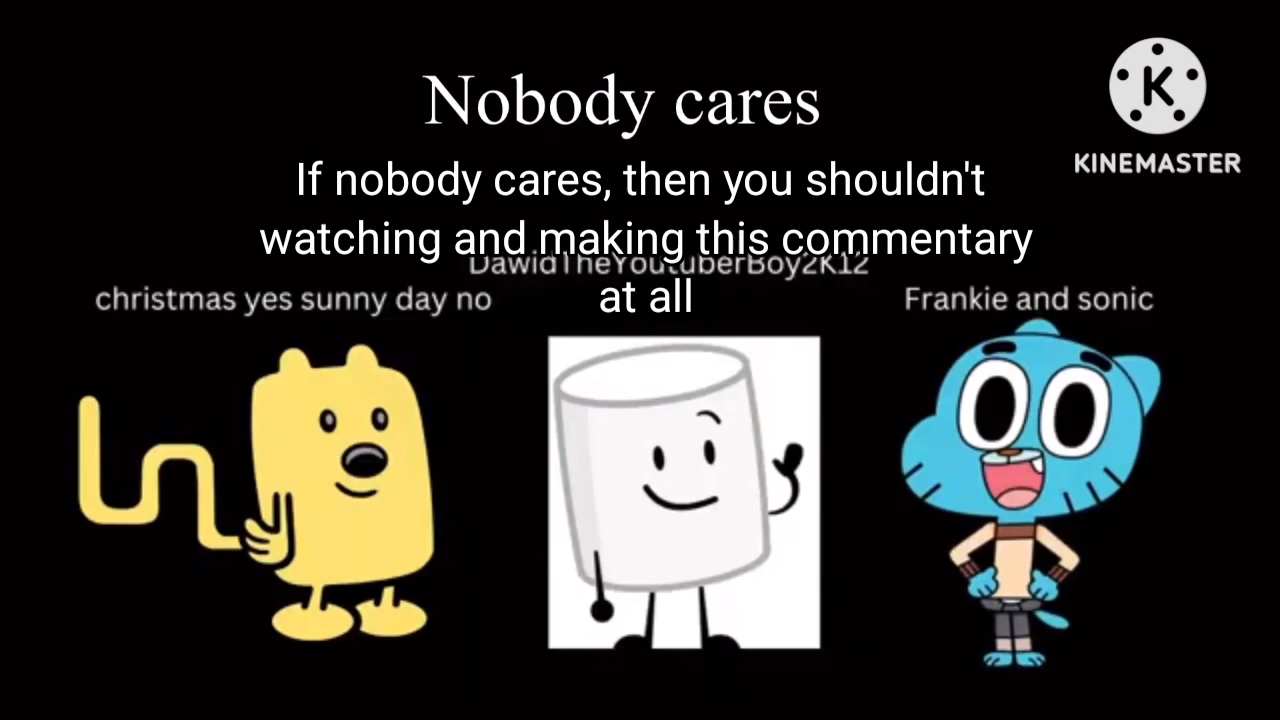 Nobody cares
If nobody cares, then you shouldn't
watching and making this commentary
DawidTheYoutuberBoy2K12
christmas yes sunny day no
at all
Frankie and sonic
K
KINEMASTER